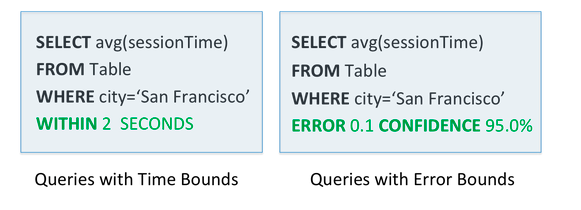 SELECT avg(sessionTime)
FROM Table
WHERE city=‘San Francisco’
WITHIN 2 SECONDS
Queries with Time Bounds
SELECT avg(sessionTime)
FROM Table
WHERE city=‘San Francisco’
ERROR 0.1 CONFIDENCE 95.0%
Queries with Error Bounds